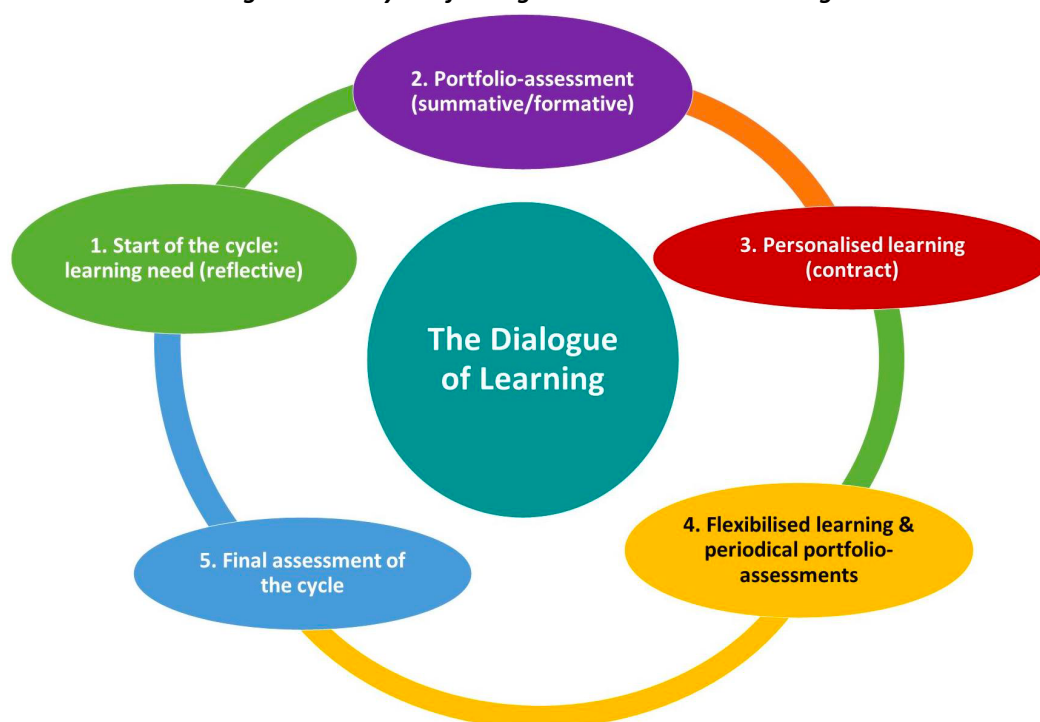 2. Portfolio-assessment
(summative/formative)
1. Start of the cycle:
learning need (reflective)
3. Personalised learning
(contract)
The Dialogue
of Learning
4. Flexibilised learning &
periodical portfolio-
assessments
5. Final assessment of
the cycle